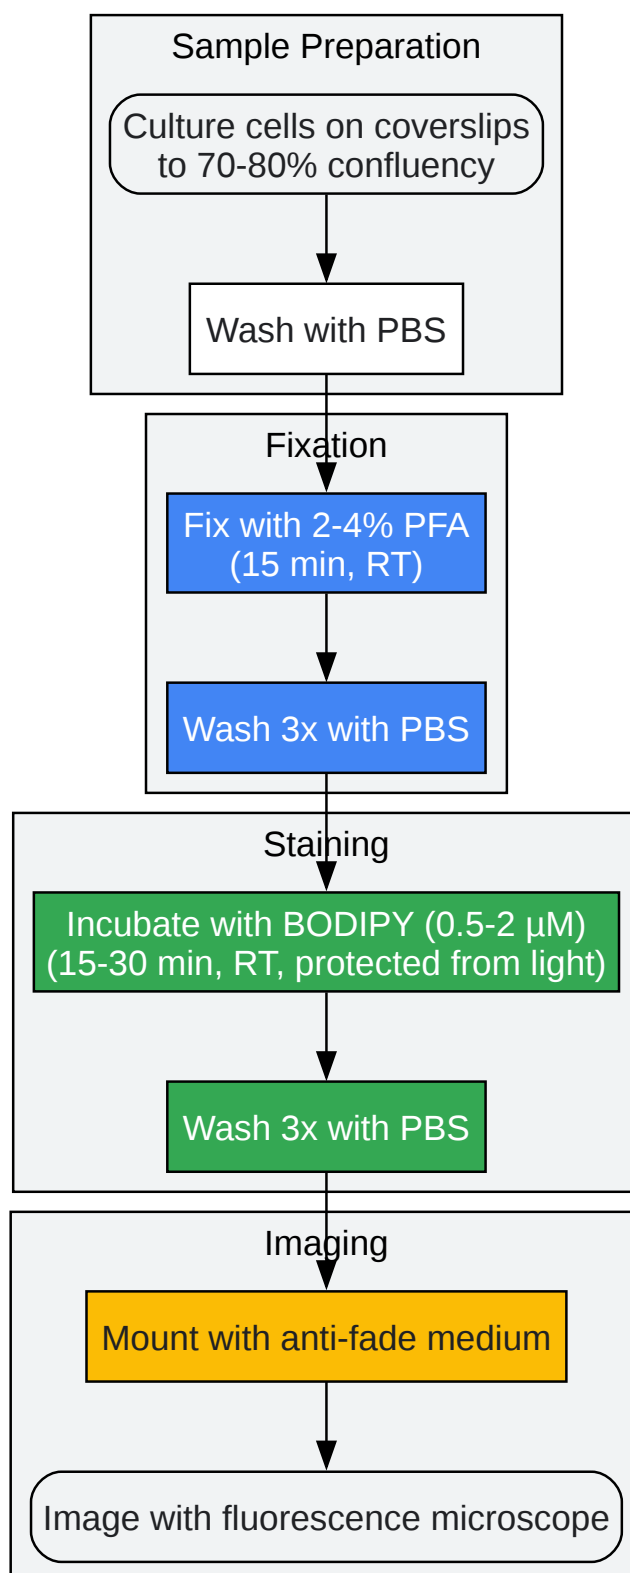 Sample Preparation
Culture cells on coverslips
to 70-80% confluency
Wash with PBS
Fixation
Fix with 2-4% PFA
(15 min, RT)
Wash 3x with PBS
Staining
Incubate with BODIPY (0.5-2 µM)
(15-30 min, RT, protected from light)
Wash 3x with PBS
Imaging
Mount with anti-fade medium
Image with fluorescence microscope